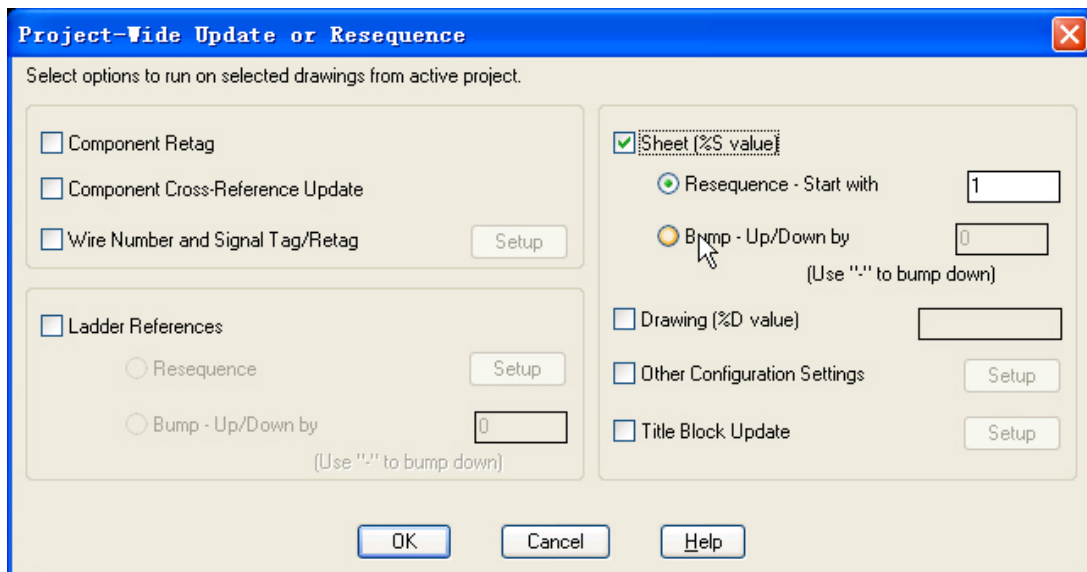 Project-Wide Update or Resequence
Select options to run on selected drawings from active project.
Component Retag
Component Cross-Reference Update
Wire Number and Signal Tag/Retag
Setup
Ladder References
Resequence
Setup
Bump - Up/Down by
0
(Use "-" to bump down)
Sheet (%S value)
Resequence - Start with
1
Bump - Up/Down by
0
(Use "-" to bump down)
Drawing (%D value)
Other Configuration Settings
Setup
Title Block Update
Setup
OK
Cancel
Help